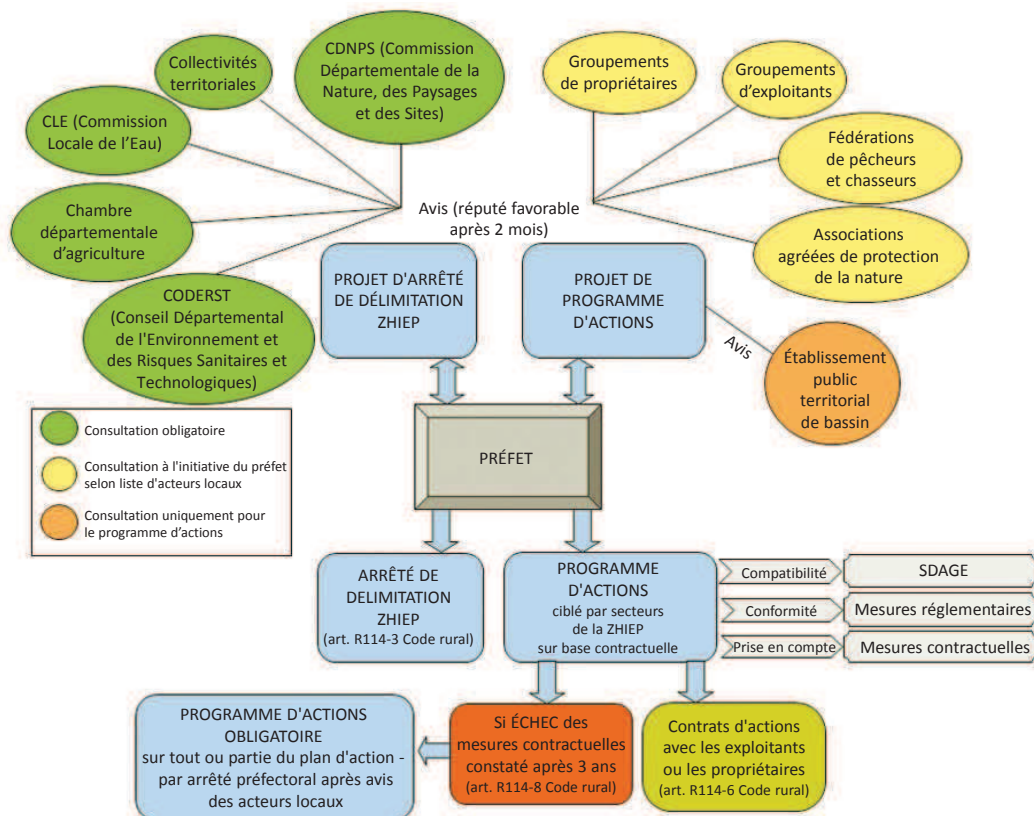 CDNPS (Commission
Départementale de la
Nature, des Paysages
et des Sites)
Collectivités
territoriales
CLE (Commission
Locale de l'Eau)
Chambre
départementale
d'agriculture
CODERST
(Conseil Départemental
de l'Environnement et
des Risques Sanitaires et
Technologiques)
Groupements
de propriétaires
Groupements
d'exploitants
Fédérations
de pêcheurs
et chasseurs
Associations
agréées de protection
de la nature
Avis (réputé favorable
après 2 mois)
PROJET D'ARRÊTÉ
DE DÉLIMITATION
ZHIEP
PROJET DE
PROGRAMME
D'ACTIONS
Avis
Établissement
public
territorial
de bassin
Consultation obligatoire
Consultation à l'initiative du préfet
selon liste d'acteurs locaux
Consultation uniquement pour
le programme d'actions
PRÉFET
ARRÊTÉ DE
DELIMITATION
ZHIEP
(art. R114-3 Code rural)
PROGRAMME
D'ACTIONS
ciblé par secteurs
de la ZHIEP
sur base contractuelle
Compatibilité
SDAGE
Conformité
Mesures réglementaires
Prise en compte
Mesures contractuelles
PROGRAMME D'ACTIONS
OBLIGATOIRE
sur tout ou partie du plan d'action -
par arrêté préfectoral après avis
des acteurs locaux
Si ÉCHEC des
mesures contractuelles
constaté après 3 ans
(art. R114-8 Code rural)
Contrats d'actions
avec les exploitants
ou les propriétaires
(art. R114-6 Code rural)